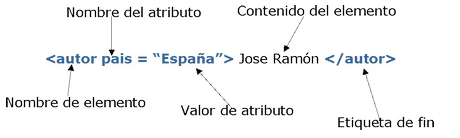 Nombre del atributo
Contenido del elemento
<autor pais = “España”> Jose Ramón </autor>
Nombre de elemento
Valor de atributo
Etiqueta de fin